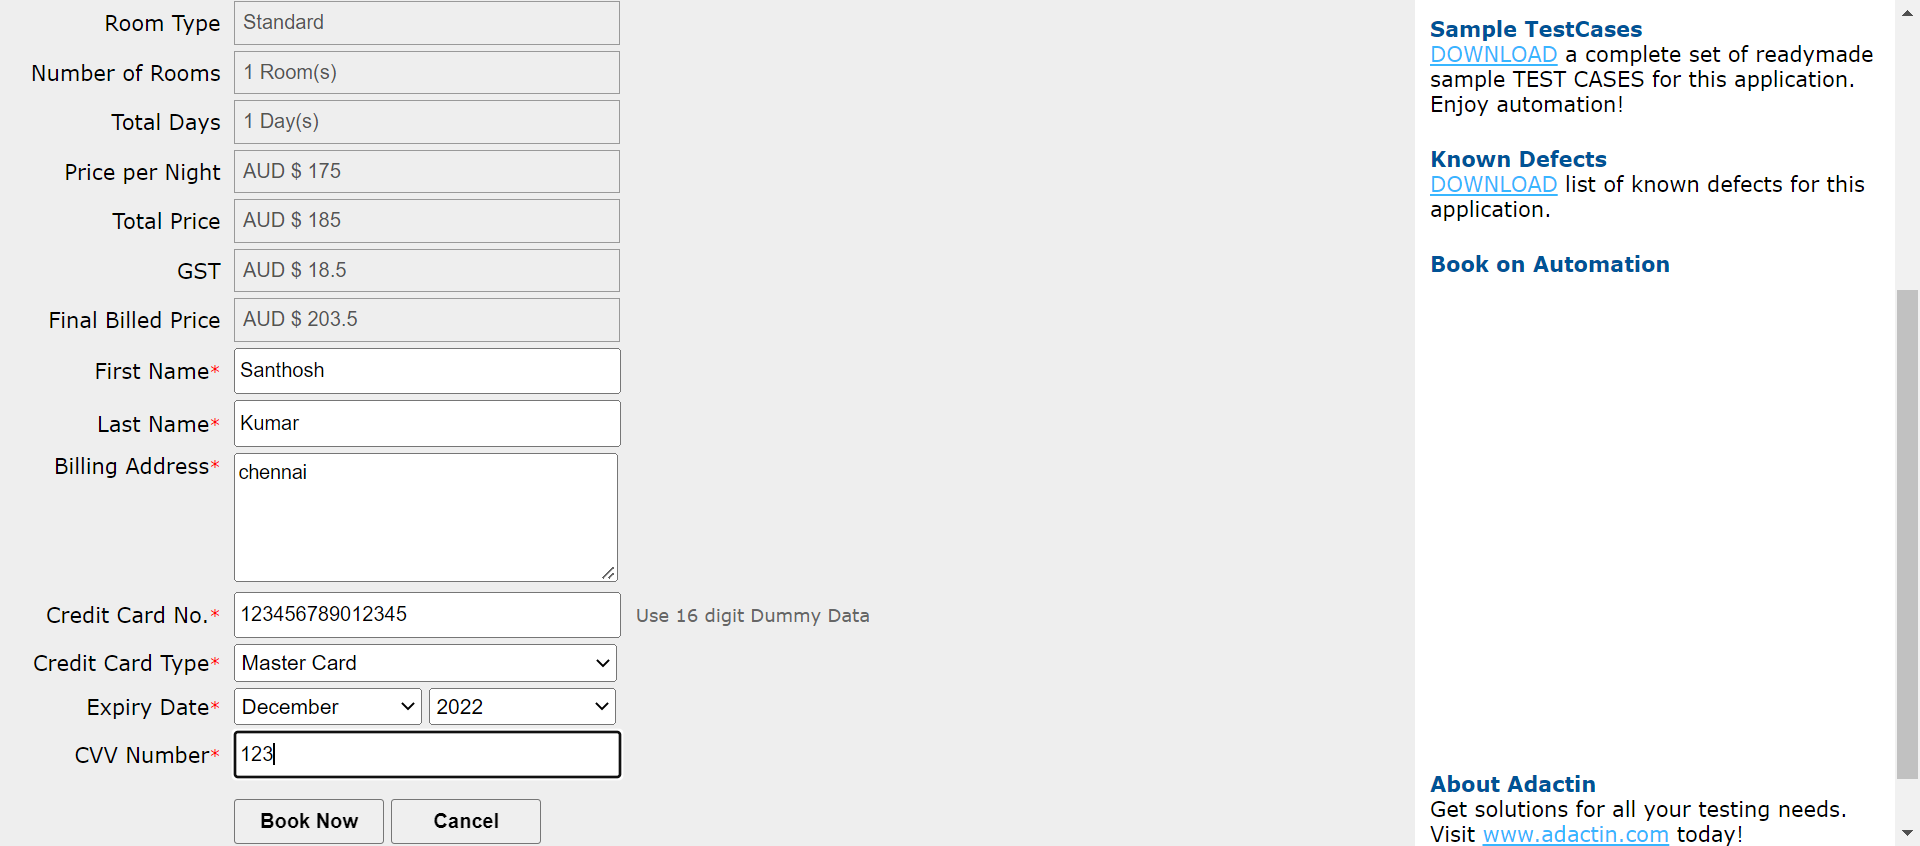 Room Type Standard
Number of Rooms 1 Room(s)
Total Days 1 Day(s)
Price per Night AUD $ 175
Total Price AUD $ 185
GST AUD $ 18.5
Final Billed Price AUD $ 203.5
First Name* Santhosh
Last Name* Kumar
Billing Address* chennai
Credit Card No.* 123456789012345 Use 16 digit Dummy Data
Credit Card Type* Master Card
Expiry Date* December 2022
CVV Number* 123
Book Now Cancel
Sample TestCases
DOWNLOAD a complete set of readymade
sample TEST CASES for this application.
Enjoy automation!
Known Defects
DOWNLOAD list of known defects for this
application.
Book on Automation
About Adactin
Get solutions for all your testing needs.
Visit www.adactin.com today!